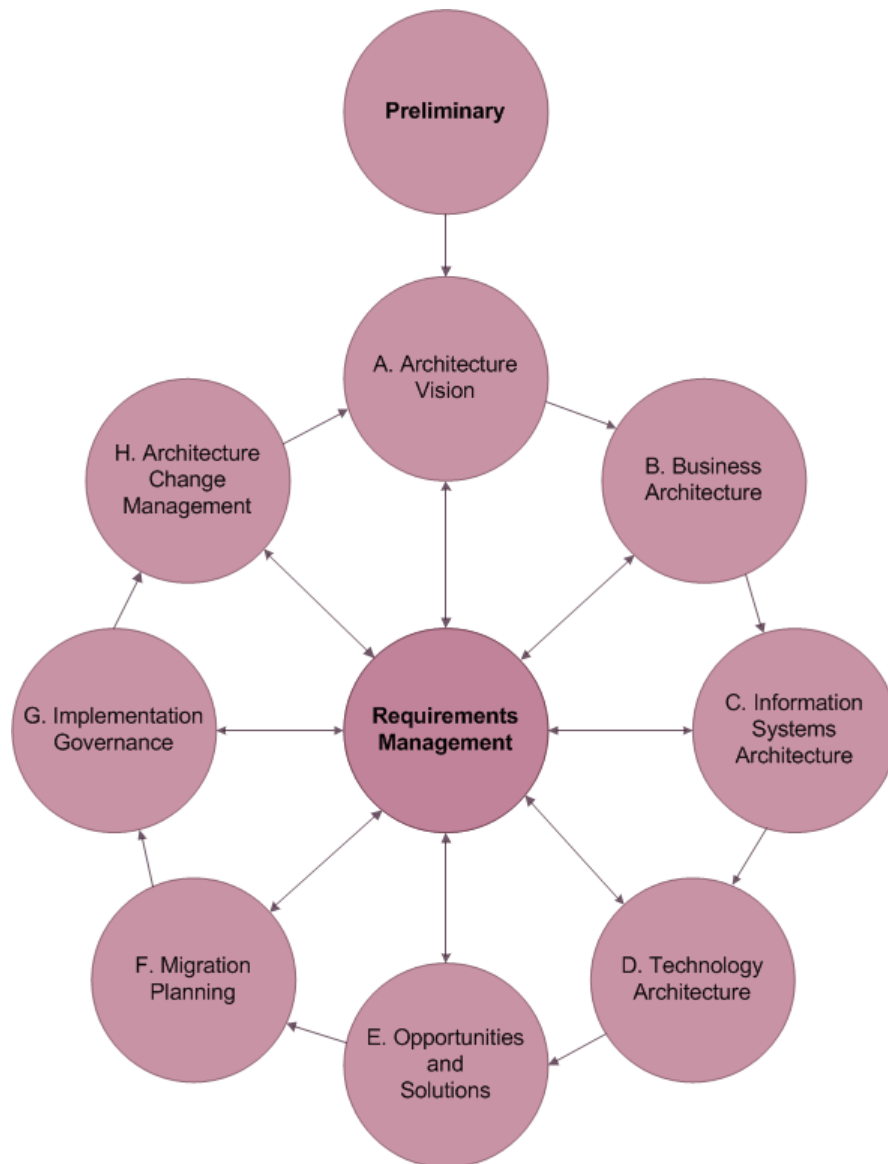 Preliminary
A. Architecture
Vision
B. Business
Architecture
C. Information
Systems
Architecture
D. Technology
Architecture
E. Opportunities
and
Solutions
F. Migration
Planning
G. Implementation
Governance
H. Architecture
Change
Management
Requirements
Management